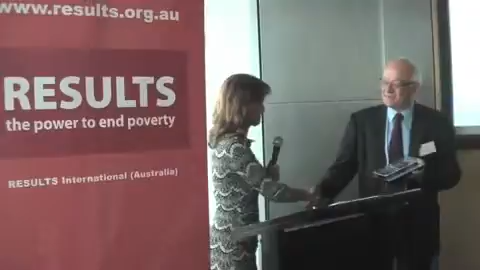 www.results.org.au
RESULTS
the power to end poverty
RESULTS International (Australia)